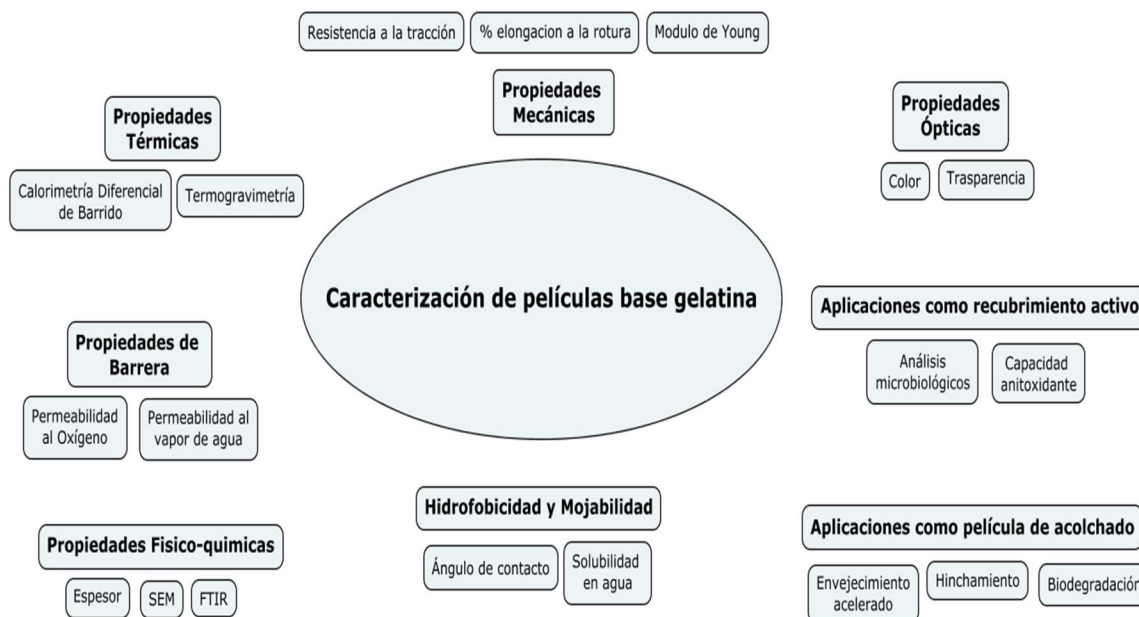 Resistencia a la tracción
% elongacion a la rotura
Modulo de Young
Propiedades
Mecánicas
Propiedades
Térmicas
Calorimetría Diferencial
de Barrido
Termogravimetría
Propiedades
Ópticas
Color
Trasparencia
Caracterización de películas base gelatina
Aplicaciones como recubrimiento activo
Análisis
microbiológicos
Capacidad
anitoxidante
Propiedades de
Barrera
Permeabilidad
al Oxígeno
Permeabilidad al
vapor de agua
Hidrofobicidad y Mojabilidad
Ángulo de contacto
Solubilidad
en agua
Propiedades Fisico-quimicas
Espesor
SEM
FTIR
Aplicaciones como película de acolchado
Envejecimiento
acelerado
Hinchamiento
Biodegradación